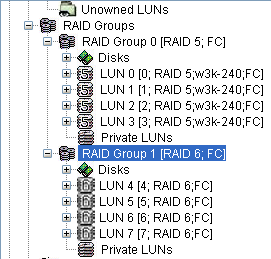 Unowned LUNs
RAID Groups
RAID Group 0 [RAID 5; FC]
Disks
LUN 0 [0; RAID 5;w3k-240;FC]
LUN 1 [1; RAID 5;w3k-240;FC]
LUN 2 [2; RAID 5;w3k-240;FC]
LUN 3 [3; RAID 5;w3k-240;FC]
Private LUNs
RAID Group 1 [RAID 6; FC]
Disks
LUN 4 [4; RAID 6;FC]
LUN 5 [5; RAID 6;FC]
LUN 6 [6; RAID 6;FC]
LUN 7 [7; RAID 6;FC]
Private LUNs